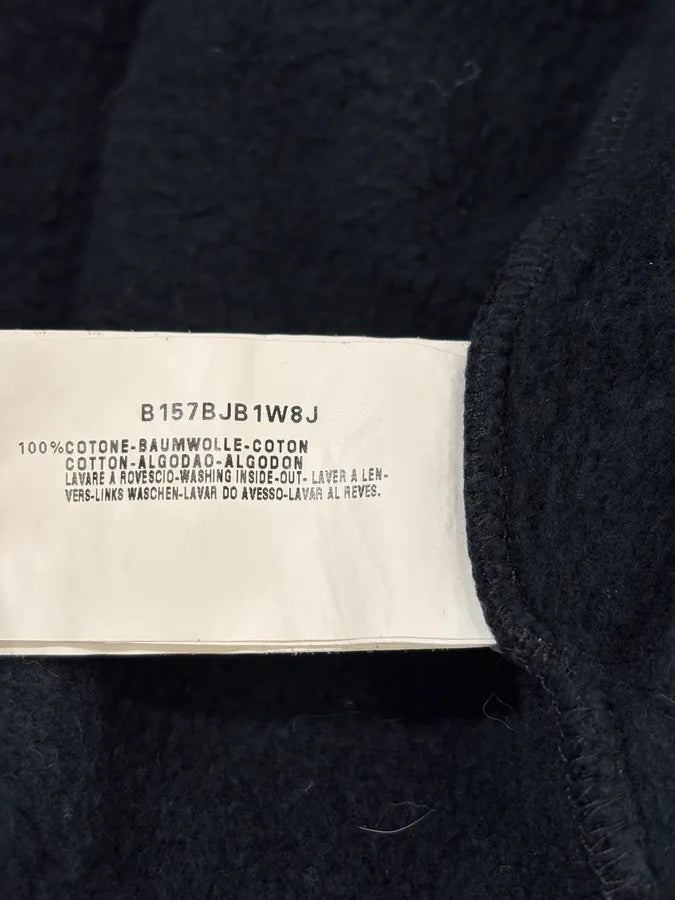 B157BJB1W8J
100%COTONE-BAUMWOLLE-COTON
COTTON-ALGODAO-ALGODON
LAVARE A ROVESCIO-WASHING INSIDE-OUT- LAVER A LEN-
VERS-LINKS WASCHEN-LAVAR DO AVESSO-LAVAR AL REVES.